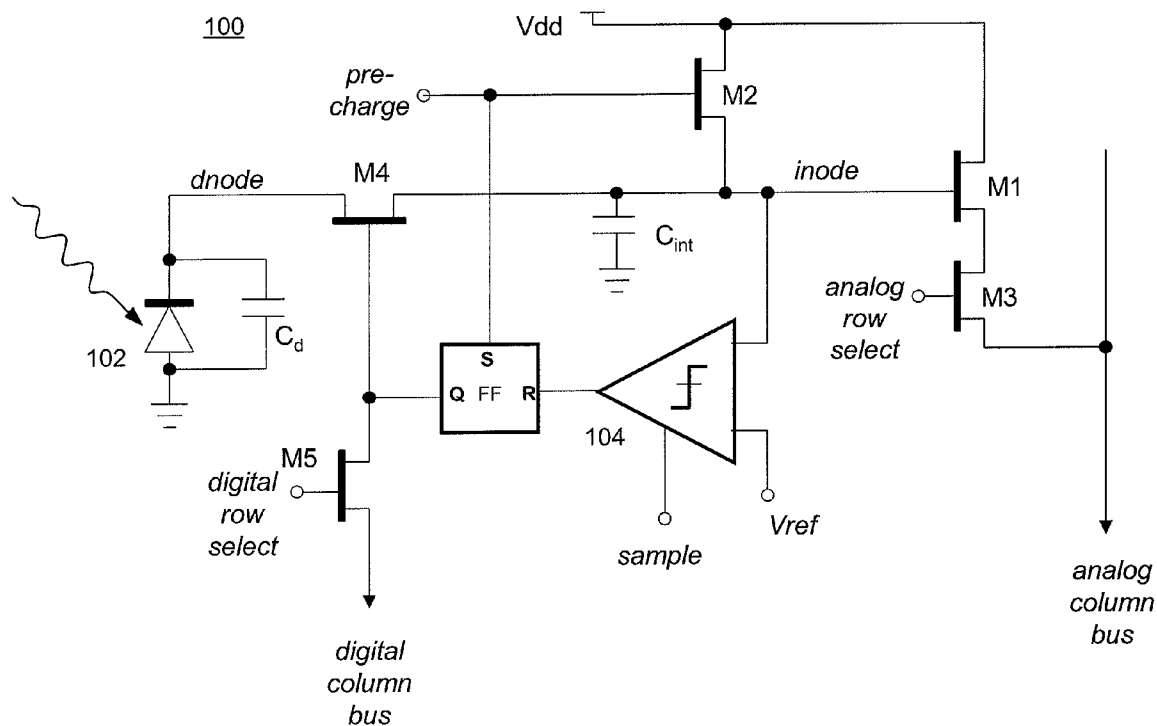 100
Vdd
pre-
charge
M2
dnode
M4
inode
M1
C_int
M3
analog
row
select
102
C_d
S
Q FF R
104
M5
digital
row
select
Vref
sample
analog
column
bus
digital
column
bus